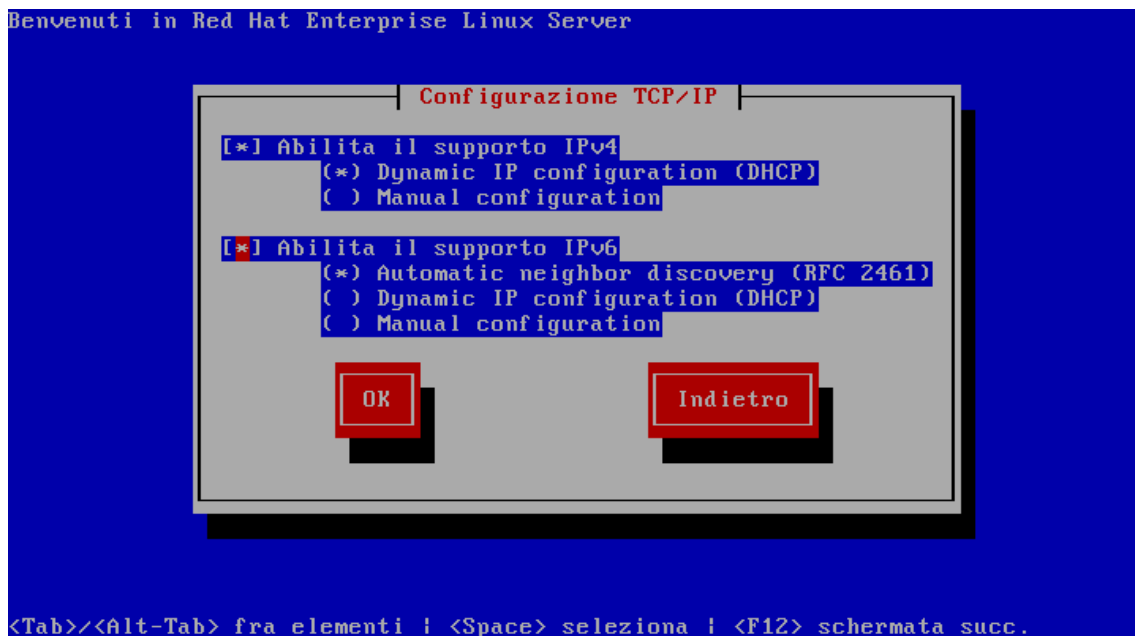 Benvenuti in Red Hat Enterprise Linux Server
Configurazione TCP/IP
[*] Abilita il supporto IPv4
(*) Dynamic IP configuration (DHCP)
( ) Manual configuration
[*] Abilita il supporto IPv6
(*) Automatic neighbor discovery (RFC 2461)
( ) Dynamic IP configuration (DHCP)
( ) Manual configuration
OK Indietro
<Tab>/<Alt-Tab> fra elementi | <Space> seleziona | <F12> schermata succ.